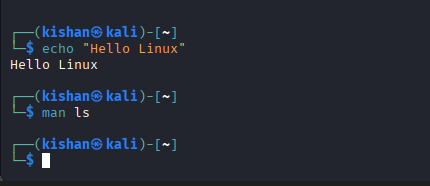 ┌──(kishan㉿kali)-[~]
└─$ echo "Hello Linux"
Hello Linux
┌──(kishan㉿kali)-[~]
└─$ man ls
┌──(kishan㉿kali)-[~]
└─$